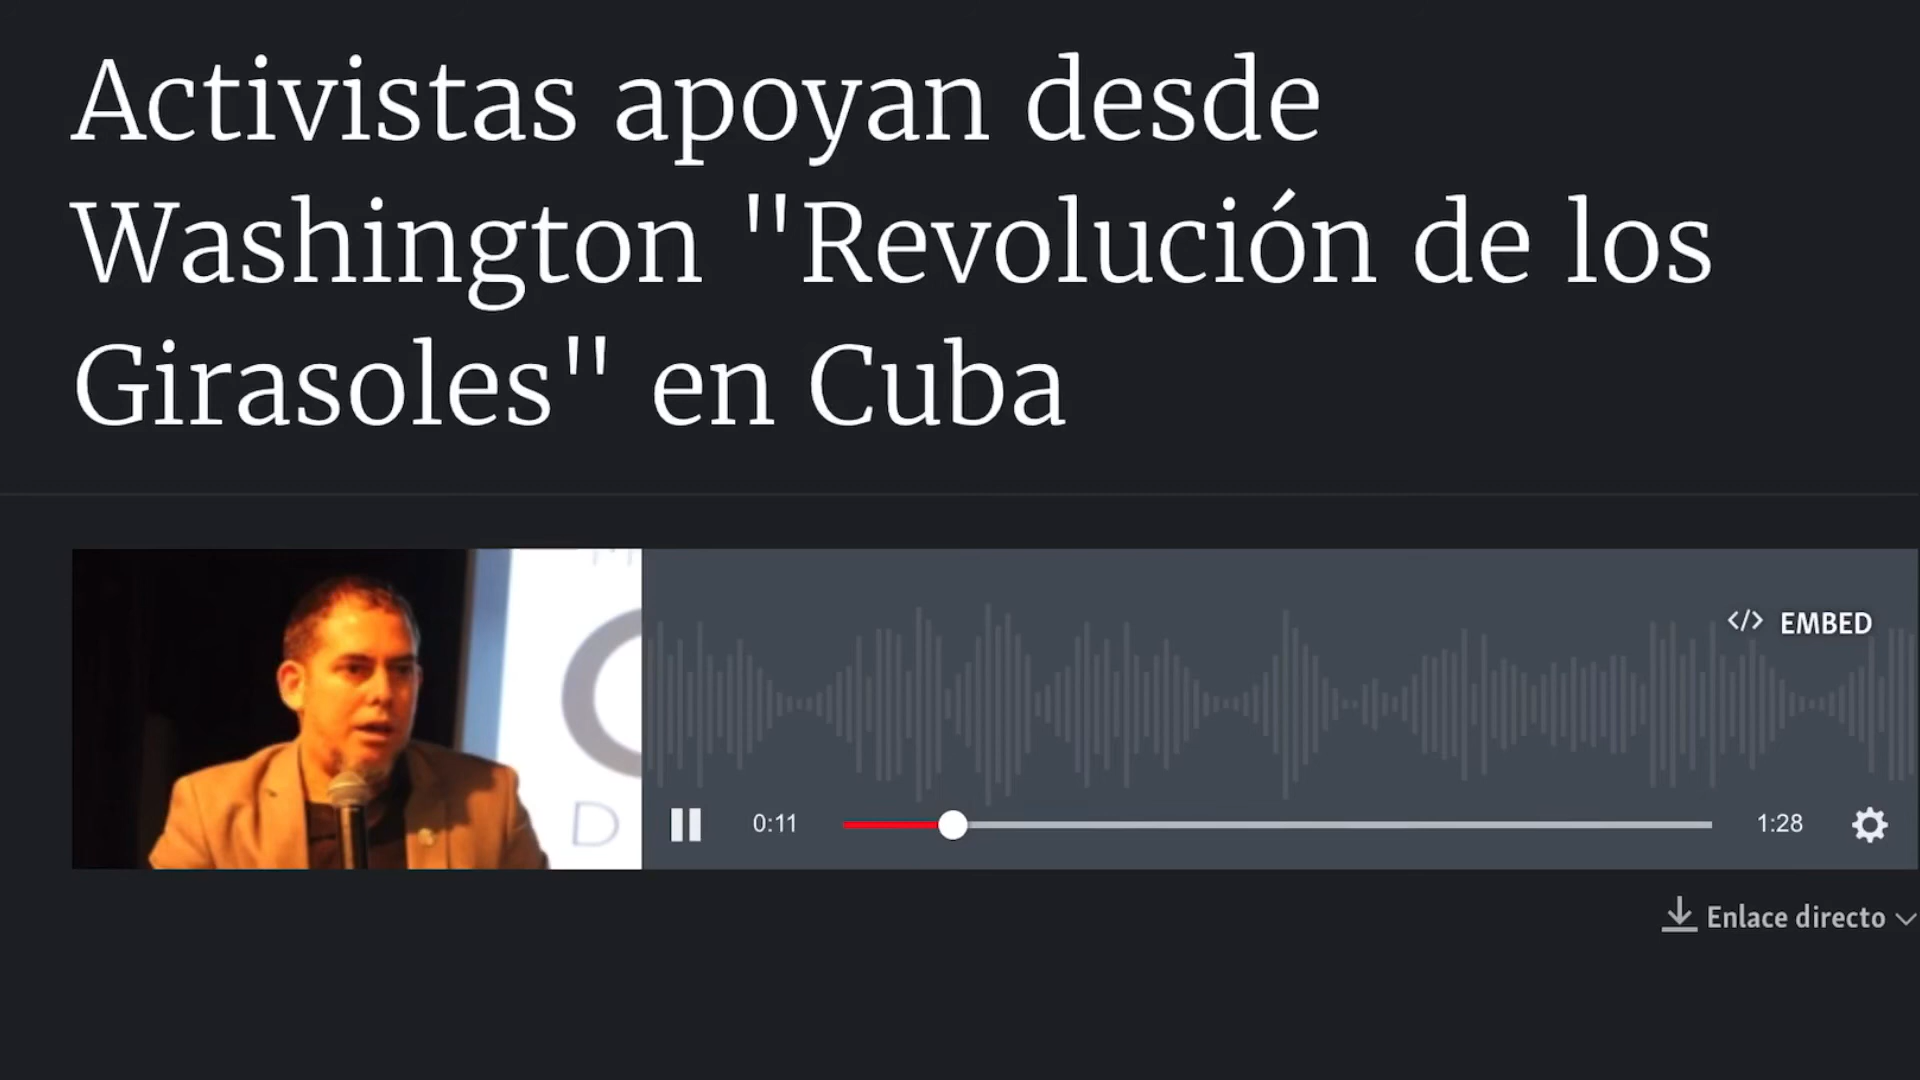 Activistas apoyan desde
Washington "Revolución de los
Girasoles" en Cuba
</> EMBED
D
0:11
1:28
Enlace directo